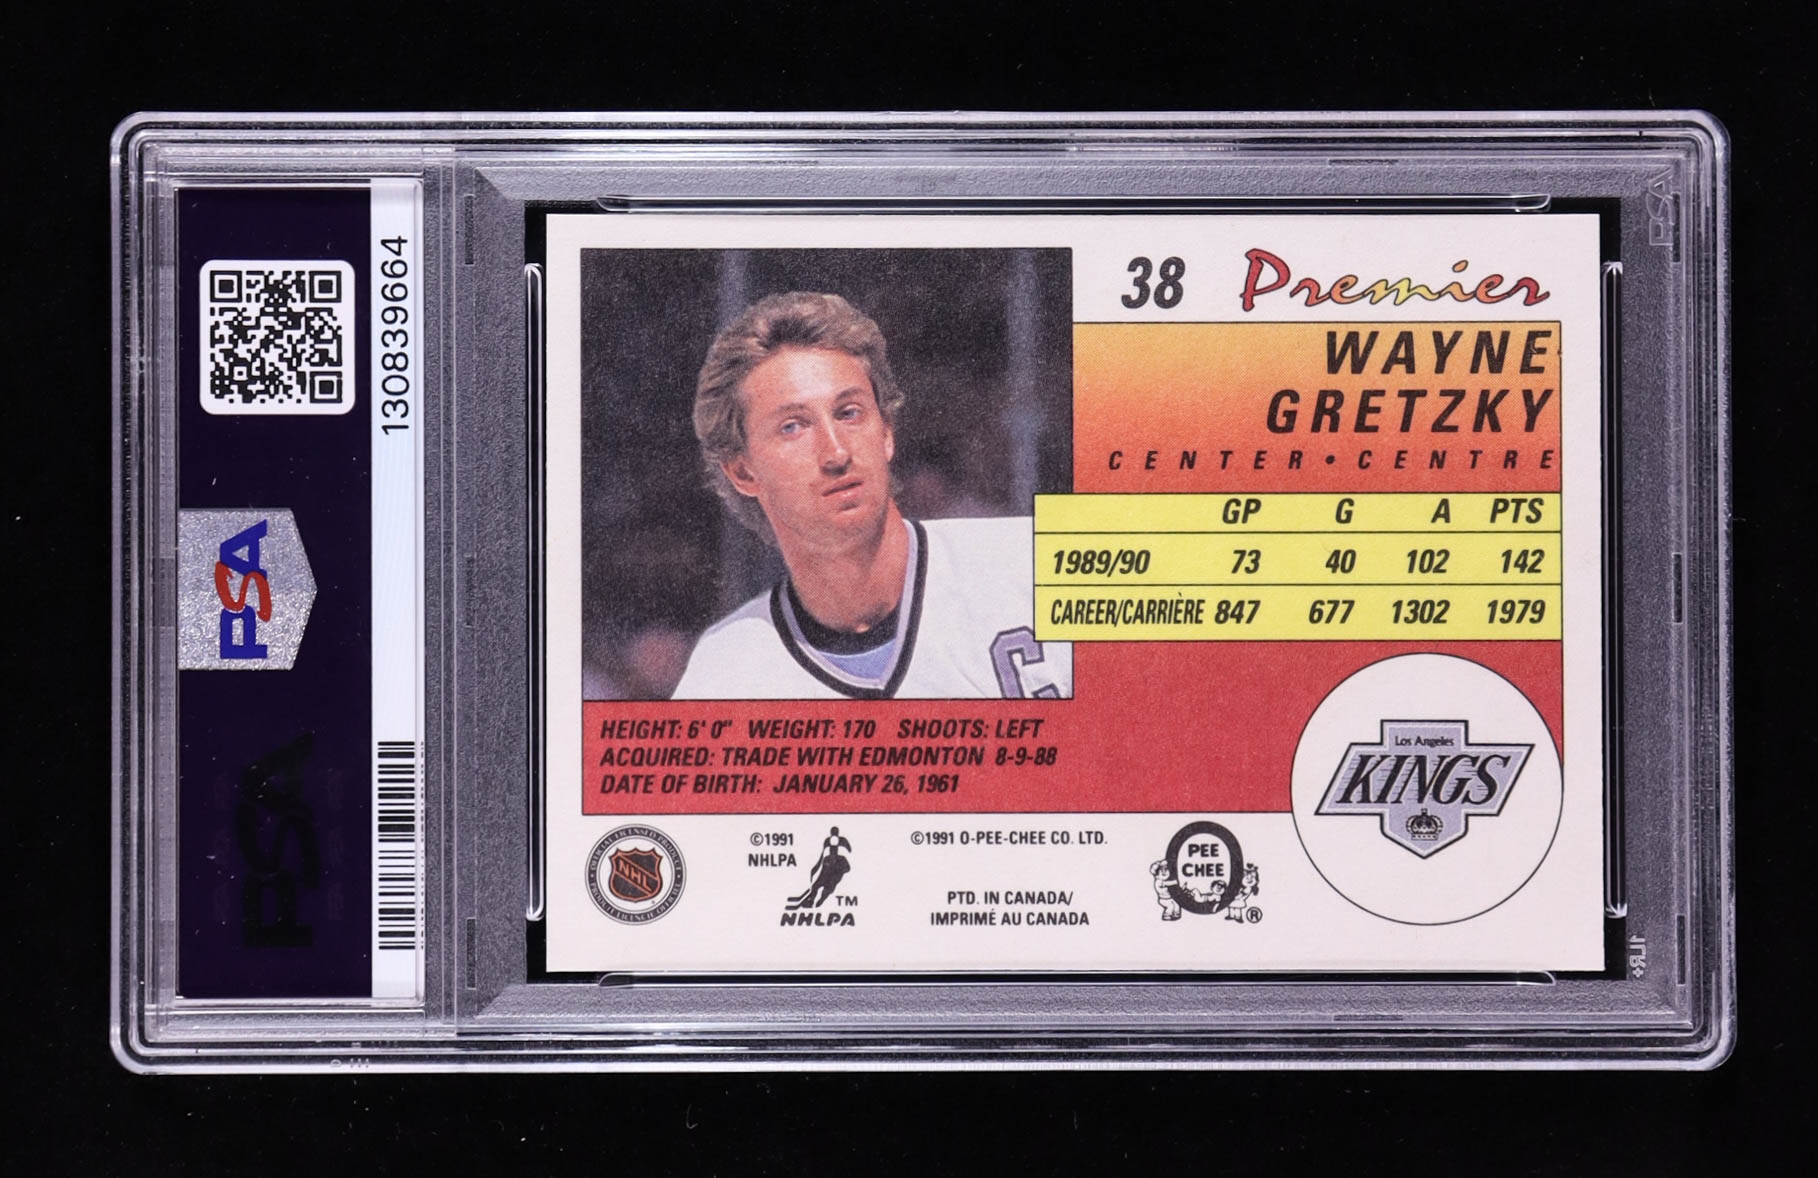 130839664
PSA
PSA
38 Premier
WAYNE
GRETZKY
CENTER•CENTRE
GP G A PTS
1989/90 73 40 102 142
CAREER/CARRIÈRE 847 677 1302 1979
C
HEIGHT: 6' 0" WEIGHT: 170 SHOOTS: LEFT
ACQUIRED: TRADE WITH EDMONTON 8-9-88
DATE OF BIRTH: JANUARY 26, 1961
Los Angeles
KINGS
NHL
©1991
NHLPA
TM
NHLPA
©1991 O-PEE-CHEE CO. LTD.
PTD. IN CANADA/
IMPRIMÉ AU CANADA
O
PEE
CHEE
®
PSA
1LR+